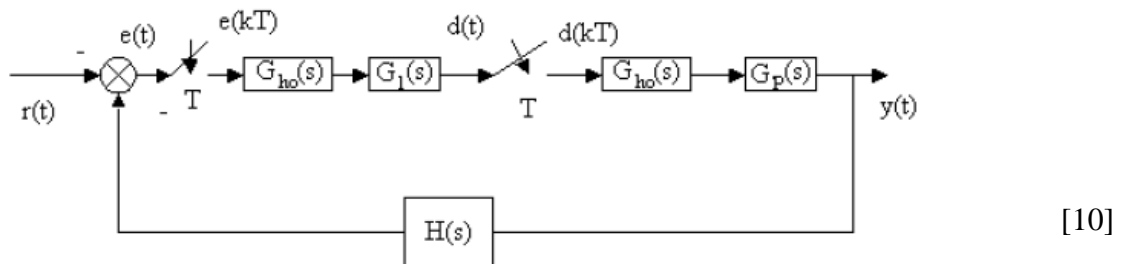 e(t)
e(kT)
d(t)
d(kT)
-
G_ho(s)
G_1(s)
G_ho(s)
G_P(s)
r(t)
-
T
T
y(t)
H(s)
[10]